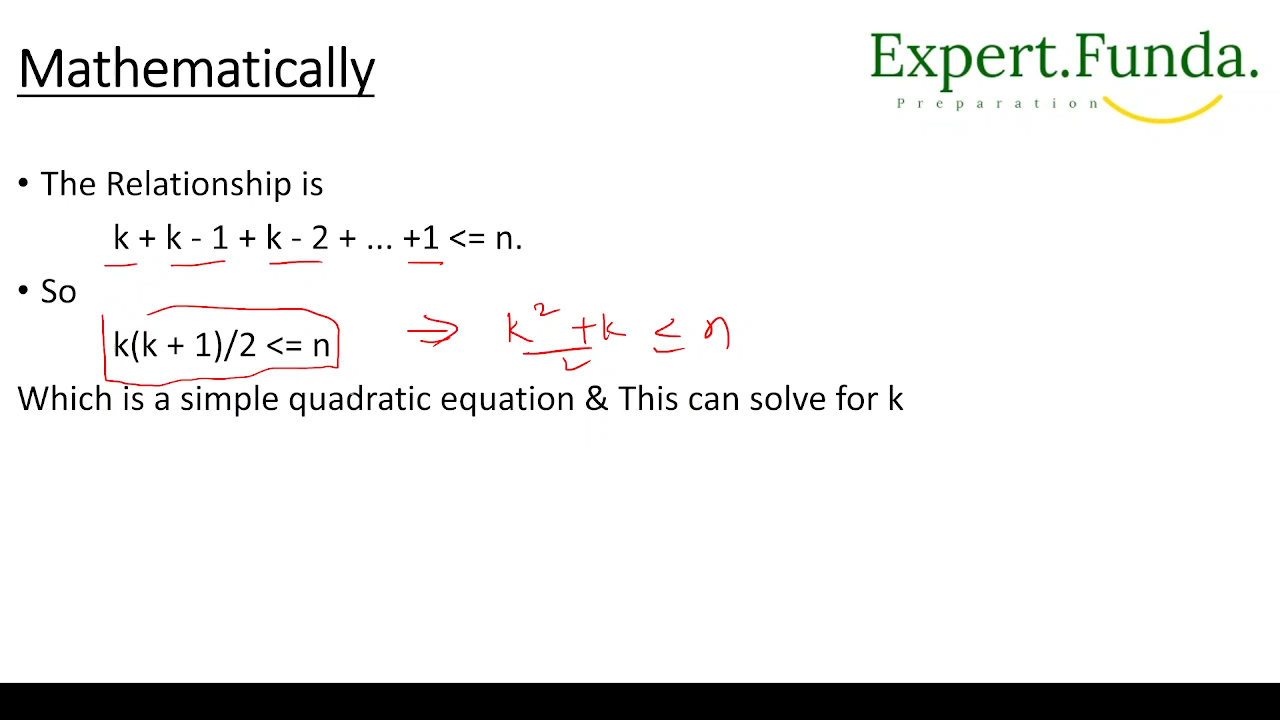 Mathematically
Expert.Funda.
Preparation
• The Relationship is
k + k - 1 + k - 2 + ... +1 <= n.
• So
k(k + 1)/2 <= n ⇒ k² + k / 2 ≤ n
Which is a simple quadratic equation & This can solve for k